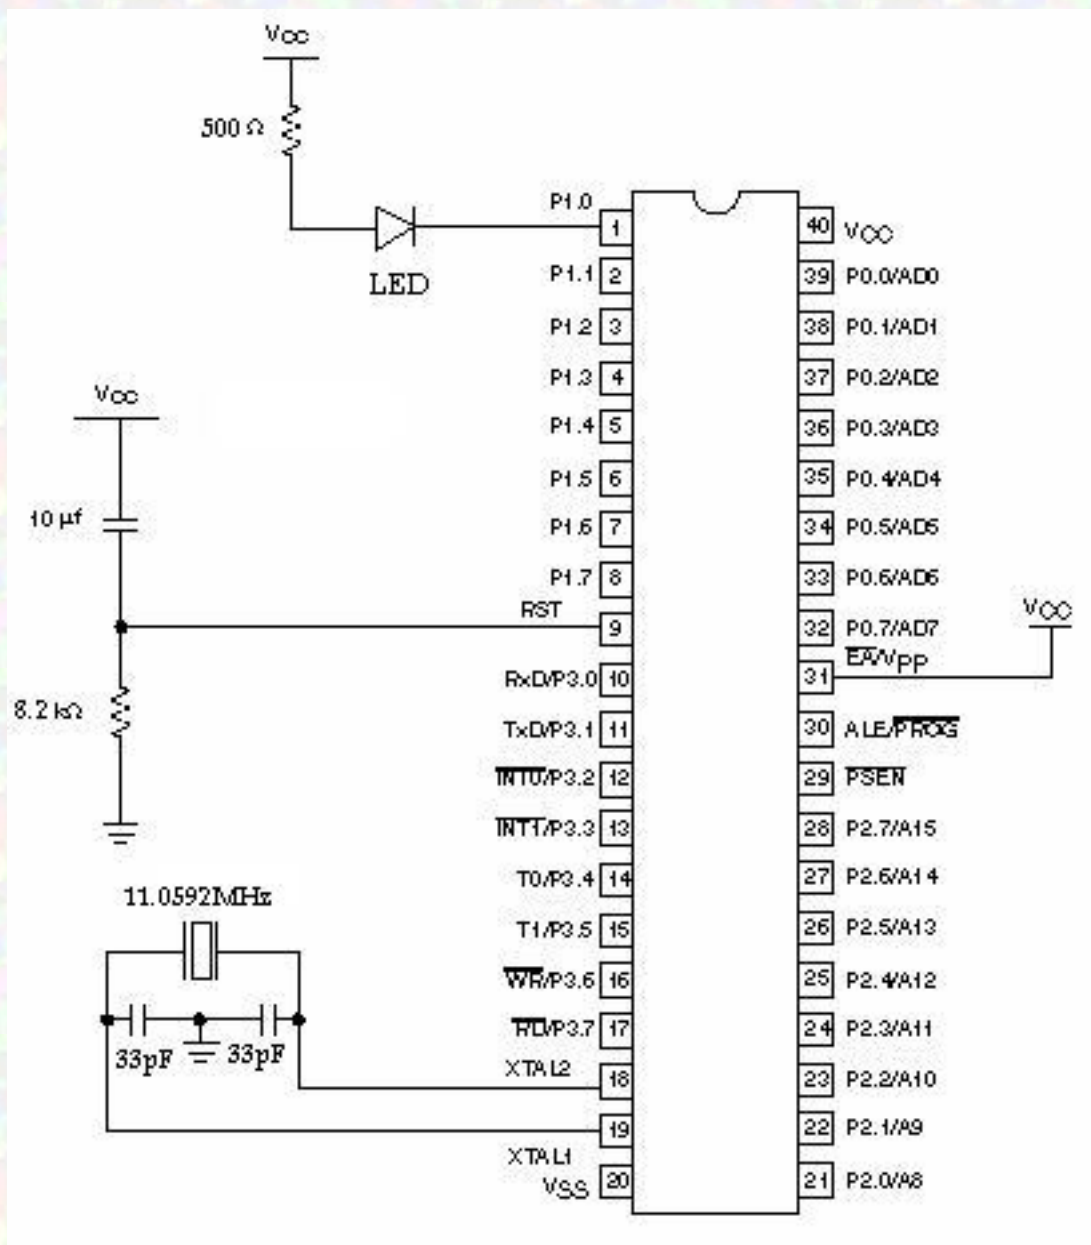 VCC
500 Ω
LED
P1.0 1
P1.1 2
P1.2 3
P1.3 4
P1.4 5
P1.5 6
P1.6 7
P1.7 8
RST 9
RxD/P3.0 10
TxD/P3.1 11
INT0/P3.2 12
INT1/P3.3 13
T0/P3.4 14
T1/P3.5 15
WR/P3.6 16
RD/P3.7 17
XTAL2 18
19
XTAL1
VSS 20
40 VCC
39 P0.0/AD0
38 P0.1/AD1
37 P0.2/AD2
36 P0.3/AD3
35 P0.4/AD4
34 P0.5/AD5
33 P0.6/AD6
32 P0.7/AD7
31 EA/VPP
VCC
30 ALE/PROG
29 PSEN
28 P2.7/A15
27 P2.6/A14
26 P2.5/A13
25 P2.4/A12
24 P2.3/A11
23 P2.2/A10
22 P2.1/A9
21 P2.0/A8
VCC
10 µf
8.2 kΩ
11.0592MHz
33pF 33pF